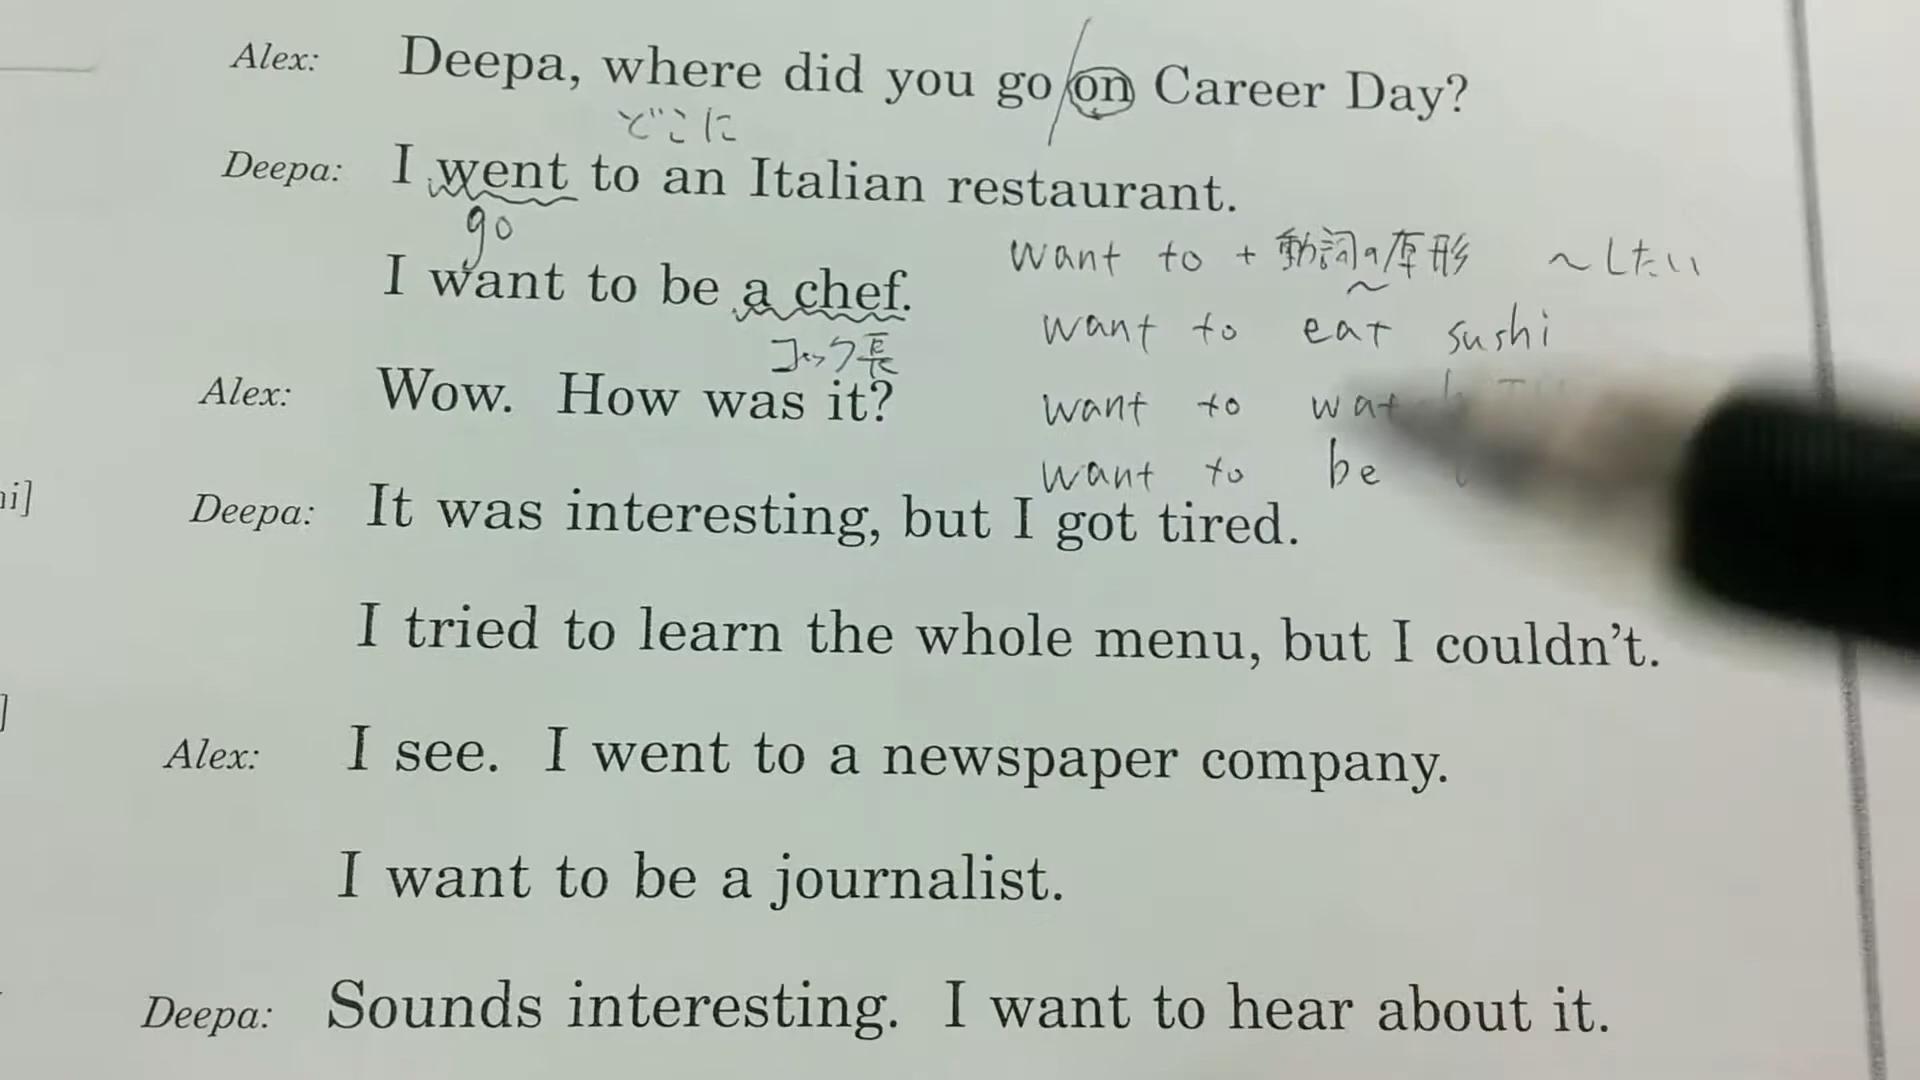 Alex: Deepa, where did you go on Career Day?
どこに
Deepa: I went to an Italian restaurant.
go
want to + 動詞の原形 ~したい
I want to be a chef.
want to eat sushi
コック長
Alex: Wow. How was it?
want to
want to be
Deepa: It was interesting, but I got tired.
I tried to learn the whole menu, but I couldn't.
Alex: I see. I went to a newspaper company.
I want to be a journalist.
Deepa: Sounds interesting. I want to hear about it.